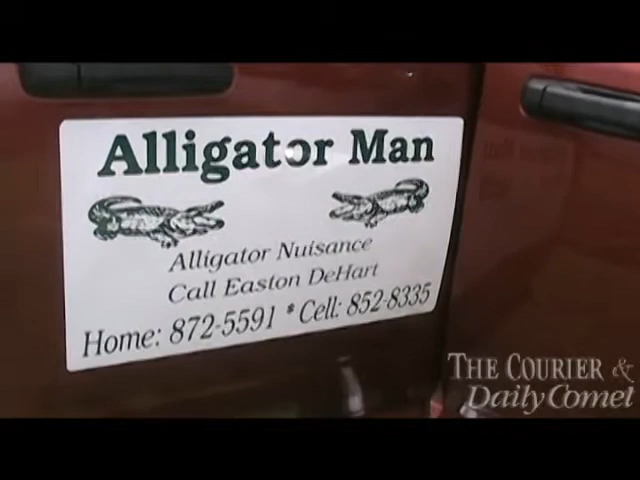 Alligator Man
Alligator Nuisance
Call Easton DeHart
Home: 872-5591 * Cell: 852-8335
The Courier &
Daily Comet